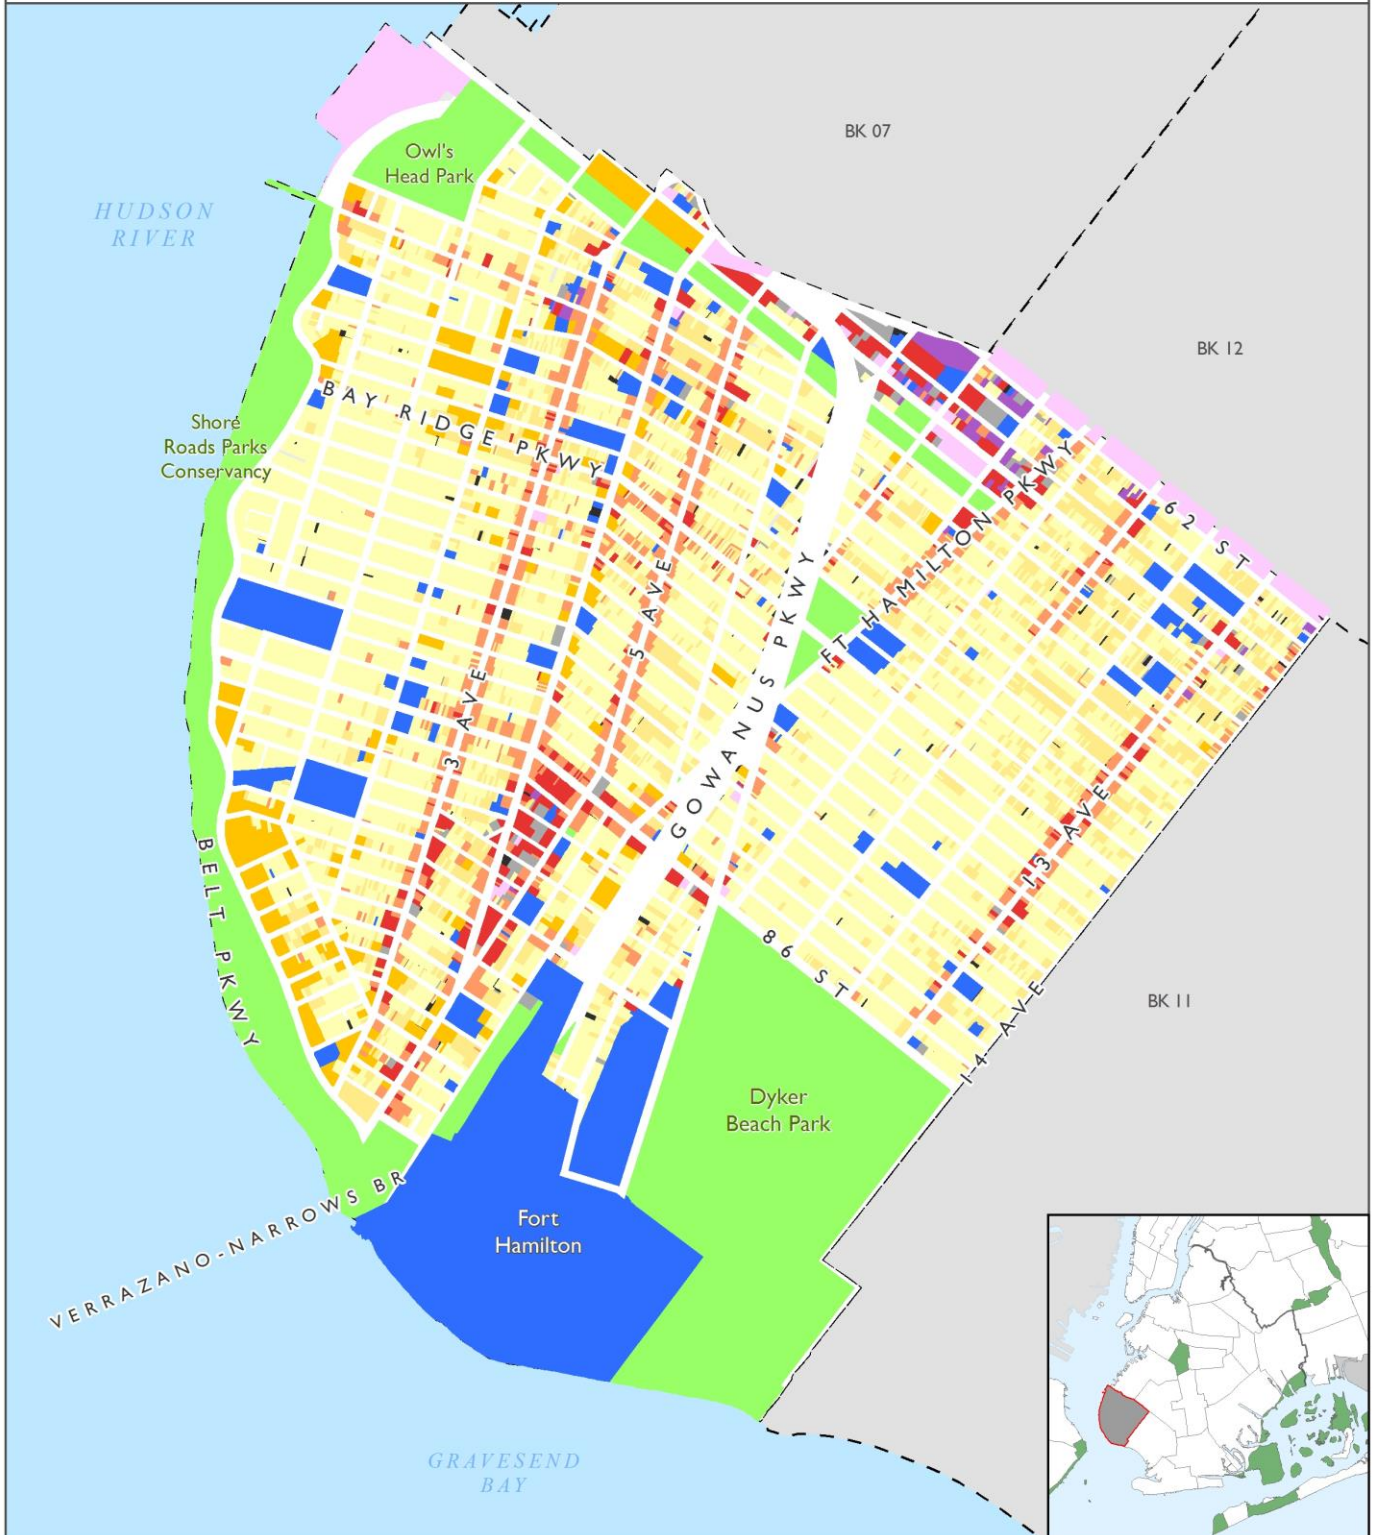 BK 07
Owl's
Head Park
HUDSON
RIVER
BK 12
BAY RIDGE PKWY
Shore
Roads Parks
Conservancy
62 ST
FT HAMILTON PKWY
5 AVE
3 AVE
GOWANUS PKWY
13 AVE
BELT PKWY
86 ST
14 AVE
BK 11
Dyker
Beach Park
VERRAZANO-NARROWS BR
Fort
Hamilton
GRAVESEND
BAY